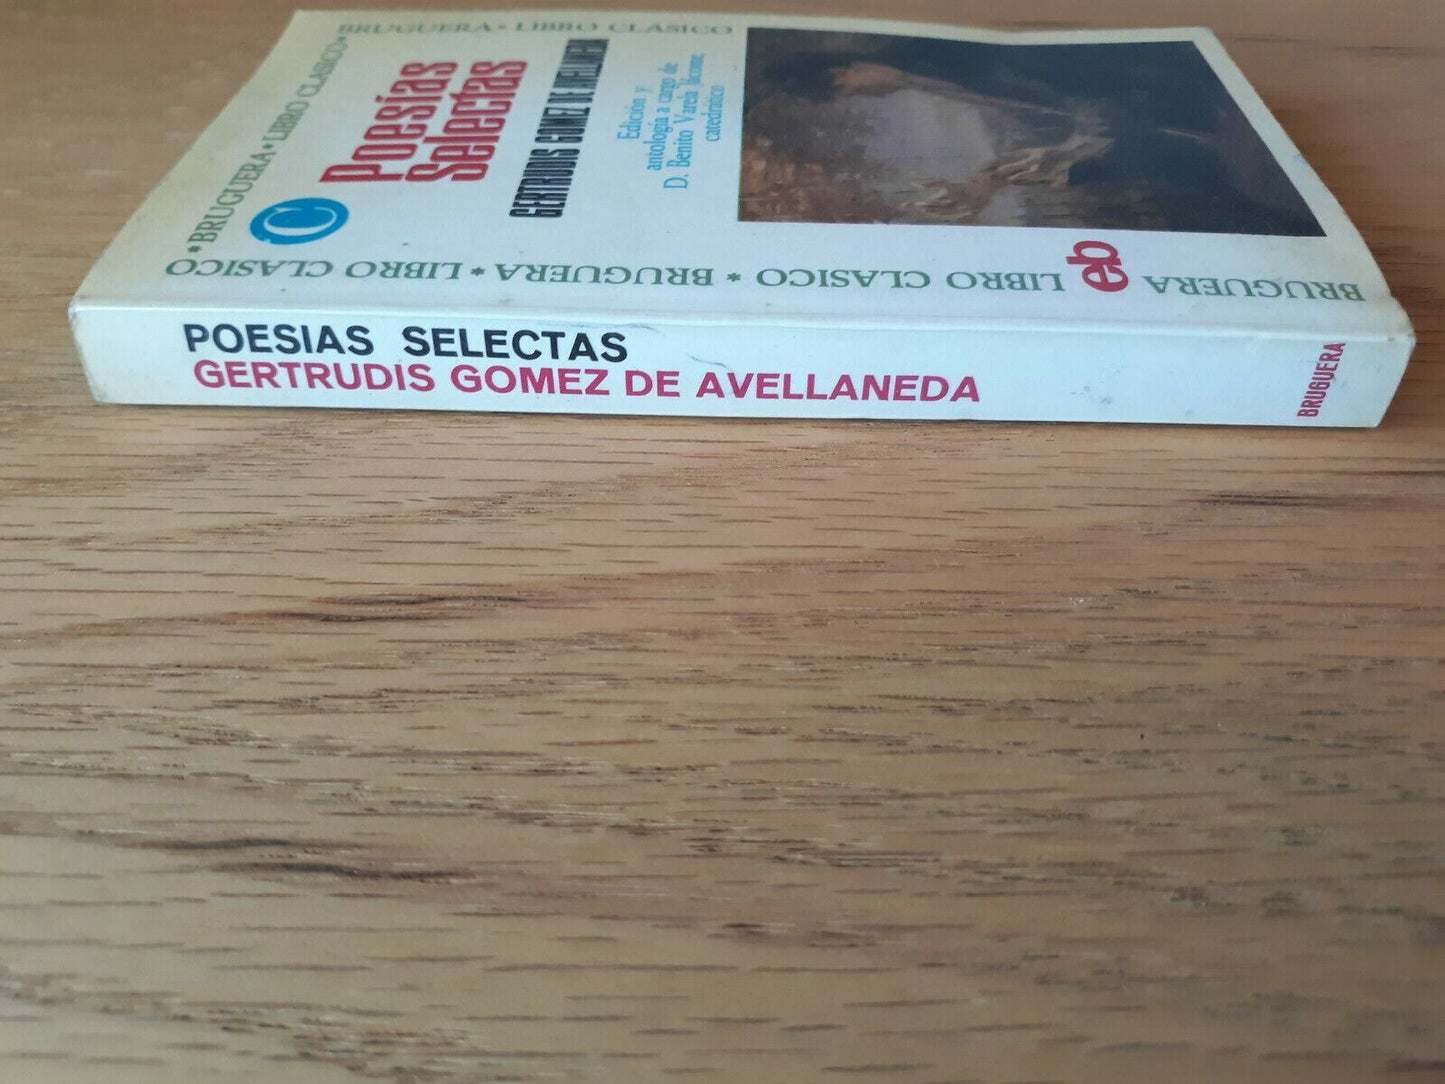 BRUGUERA * LIBRO CLASICO *
BRUGUERA * LIBRO CLASICO
Poesías
Selectas
GERTRUDIS GOMEZ DE AVELLANEDA
Edición y
antología a cargo de
D. Benito Varela Jácome
catedrático
C
BRUGUERA
eb
LIBRO CLASICO * BRUGUERA * LIBRO CLASICO *
POESIAS SELECTAS
GERTRUDIS GOMEZ DE AVELLANEDA
BRUGUERA